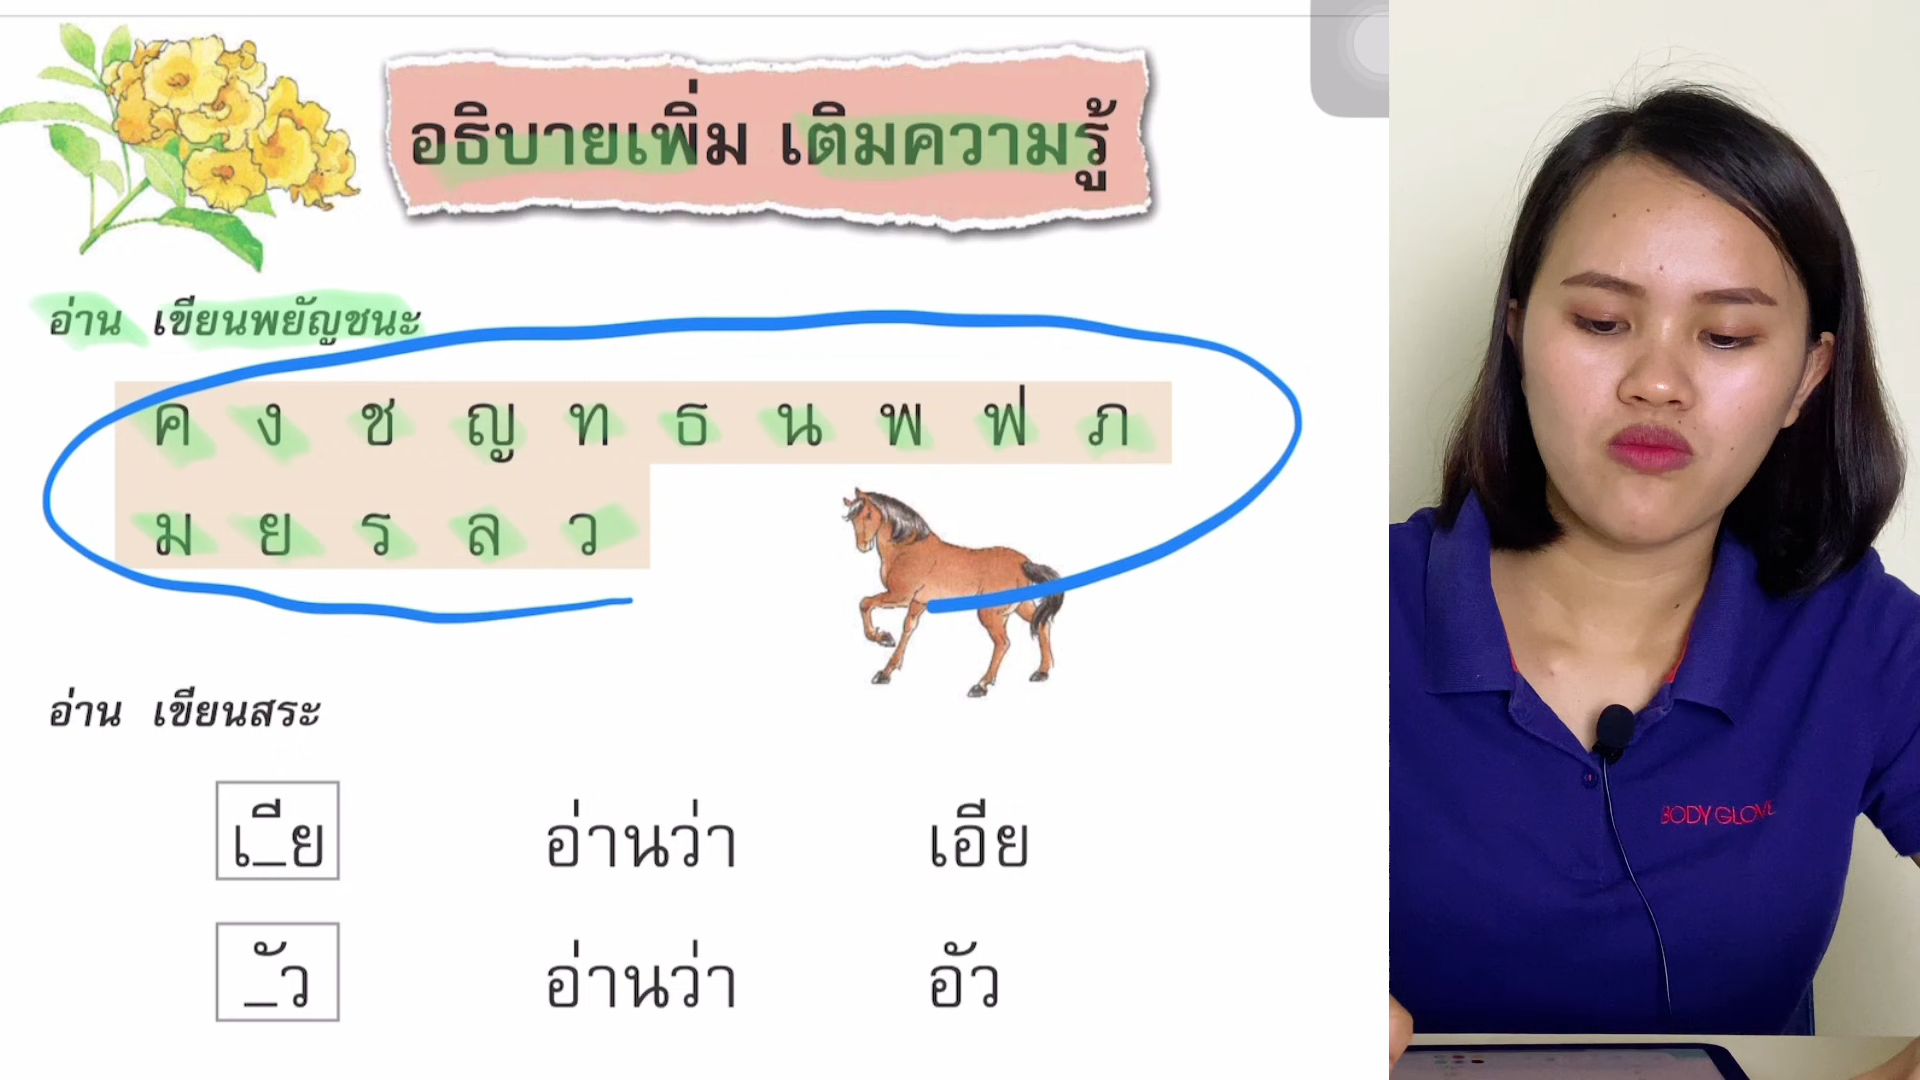 อธิบายเพิ่ม เติมความรู้
อ่าน เขียนพยัญชนะ
ค ง ช ญ ท ธ น พ ฟ ภ
ม ย ร ล ว
อ่าน เขียนสระ
เ_ีย อ่านว่า เอีย
_ัว อ่านว่า อัว
BODY GLOVE